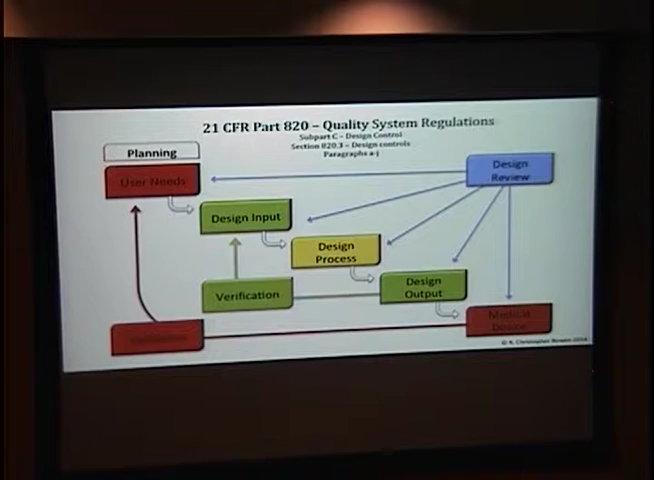 21 CFR Part 820 – Quality System Regulations
Subpart C – Design Control
Section 820.3 – Design controls
Paragraphs a-j
Planning
Design
Review
User Needs
Design Input
Design
Process
Design
Output
Verification
Medical
Device